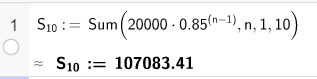 1
S₁₀ := Sum(20000 · 0.85⁽ⁿ⁻¹⁾, n, 1, 10)
≈ S₁₀ := 107083.41